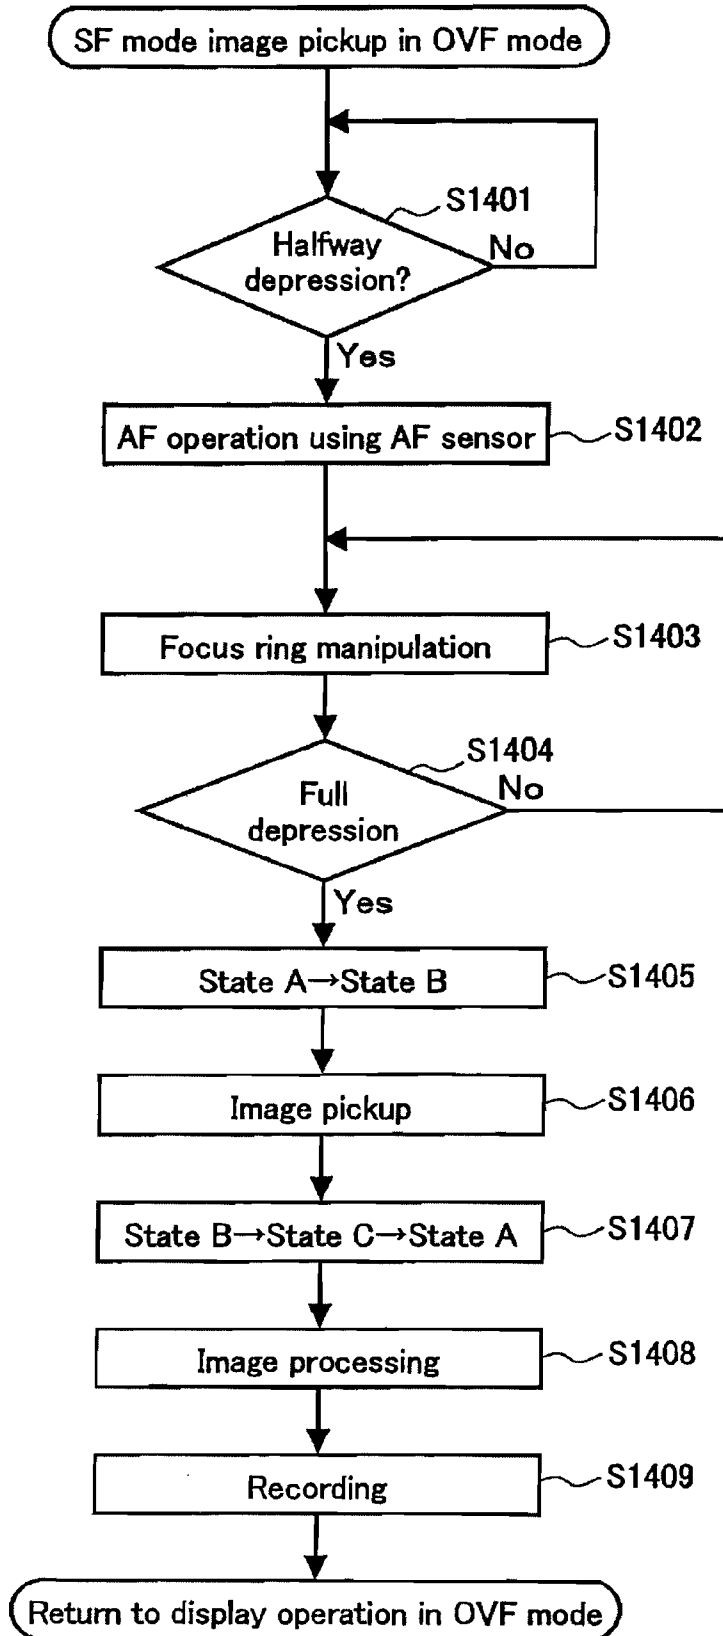 SF mode image pickup in OVF mode
S1401
Halfway
depression?
No
Yes
AF operation using AF sensor
S1402
Focus ring manipulation
S1403
S1404
Full
depression
No
Yes
State A→State B
S1405
Image pickup
S1406
State B→State C→State A
S1407
Image processing
S1408
Recording
S1409
Return to display operation in OVF mode